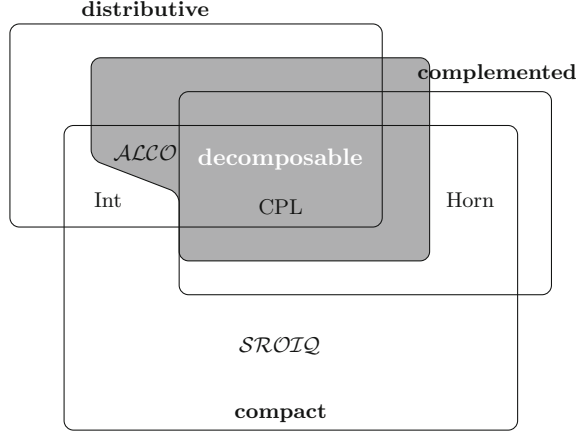 distributive
complemented
ALCO
decomposable
Int
CPL
Horn
SROIQ
compact